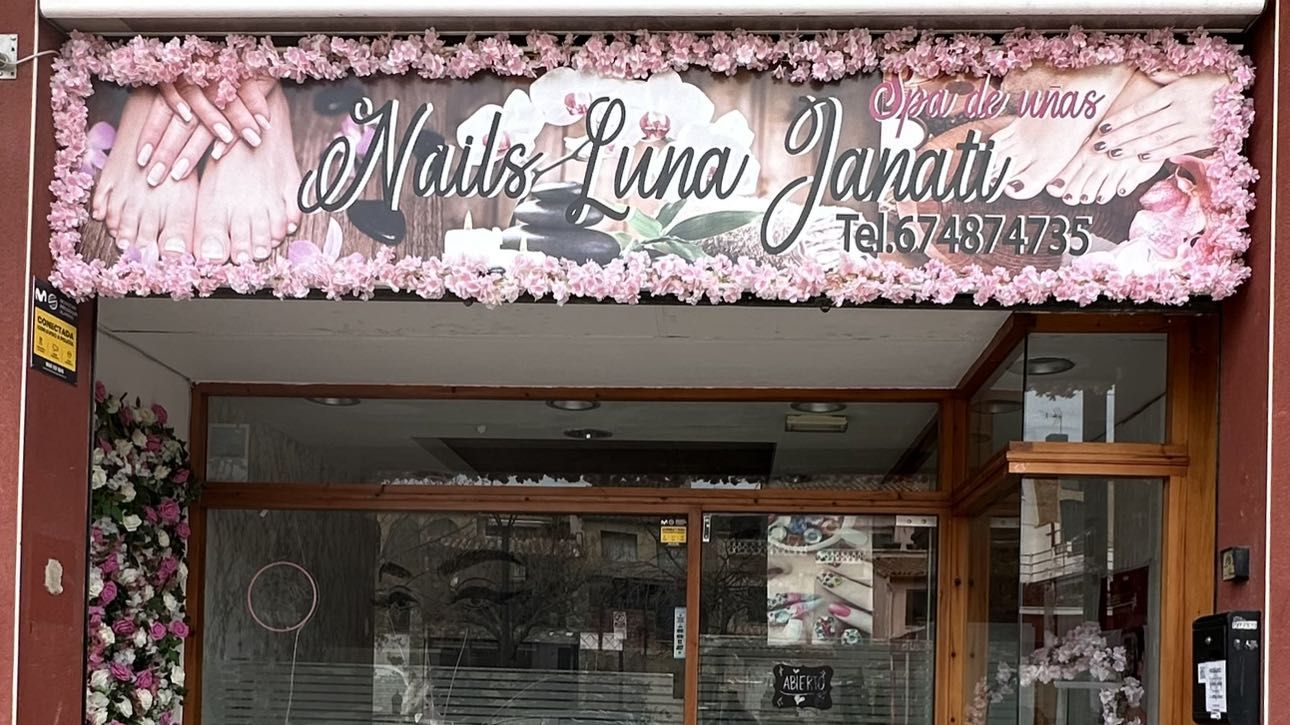 Spa de uñas
Nails Luna Janati
Tel.674874735
CONECTADA
ABIERTO